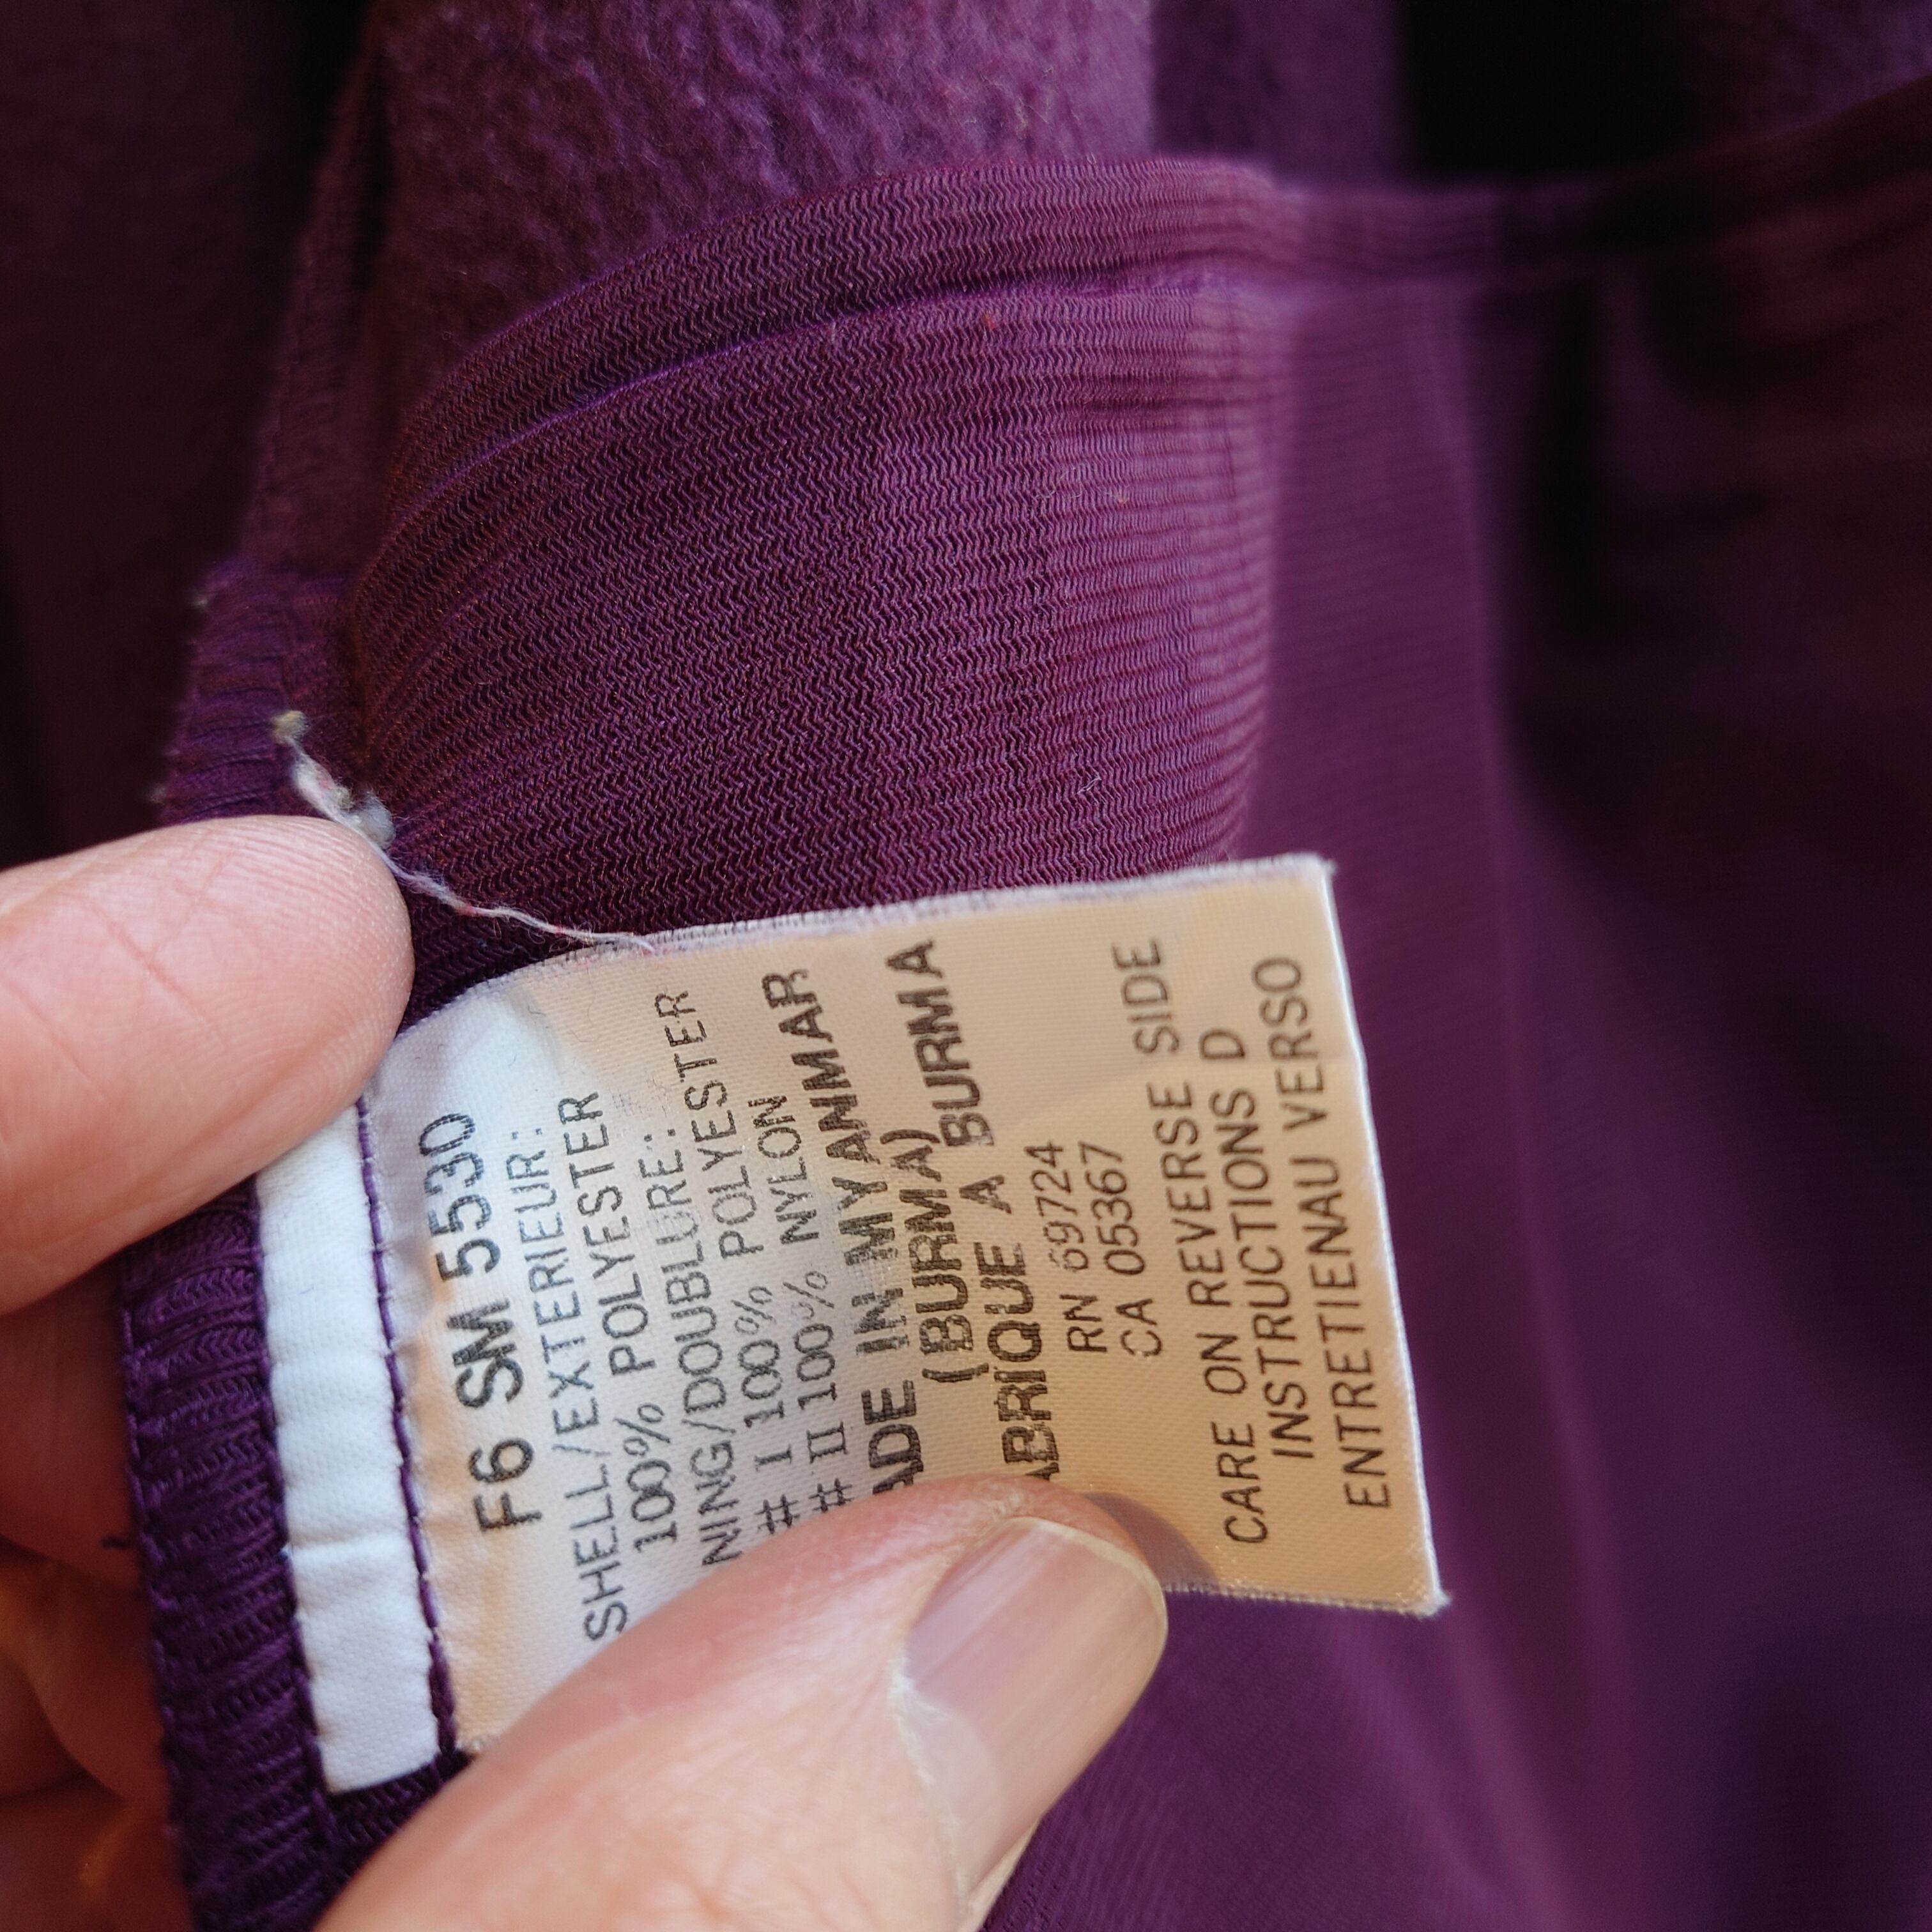 F6 SM 5530
SHELL/EXTERIEUR:
100% POLYESTER
NING/DOUBLURE:
# I 100% POLYESTER
# II 100% NYLON
ADE IN MYANMAR
(BURMA)
ABRIQUE A BURMA
RN 69724
CA 05367
CARE ON REVERSE SIDE
INSTRUCTIONS D
ENTRETIENAU VERSO